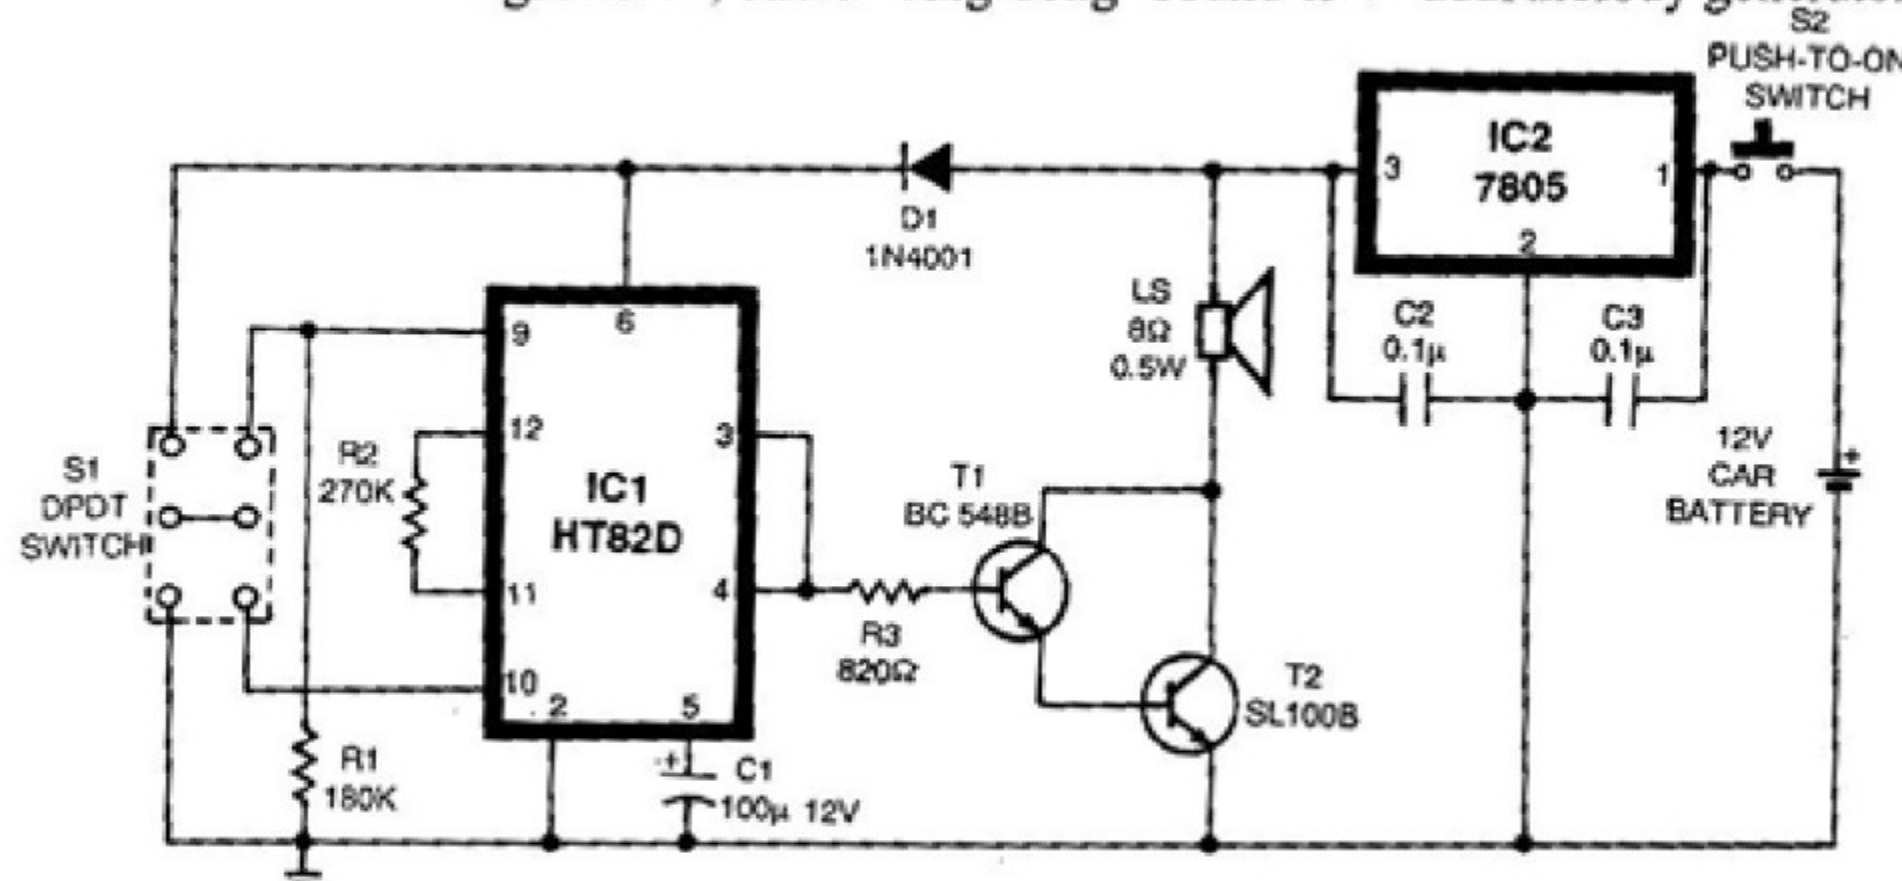 S2
PUSH-TO-ON
SWITCH
IC2
7805
3
1
2
D1
1N4001
LS
8Ω
0.5W
C2
0.1µ
C3
0.1µ
12V
CAR
BATTERY
+
6
9
12
3
S1
DPDT
SWITCH
R2
270K
IC1
HT82D
T1
BC 548B
11
4
R3
820Ω
10
2
5
T2
SL100B
R1
180K
+
C1
100µ 12V